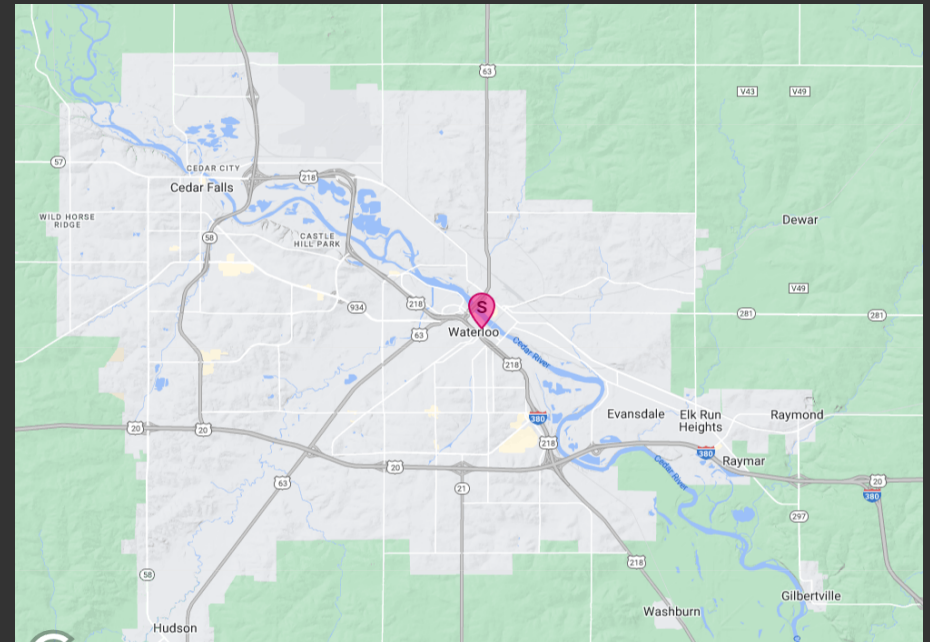 63
V43
V49
57
CEDAR CITY
218
Cedar Falls
WILD HORSE
RIDGE
Dewar
58
CASTLE
HILL PARK
V49
934
218
S
281
281
63
Waterloo
Cedar River
218
Evansdale
Elk Run
Heights
Raymond
380
20
20
218
380
Raymar
Cedar River
20
63
20
21
380
297
218
58
Gilbertville
Washburn
Hudson